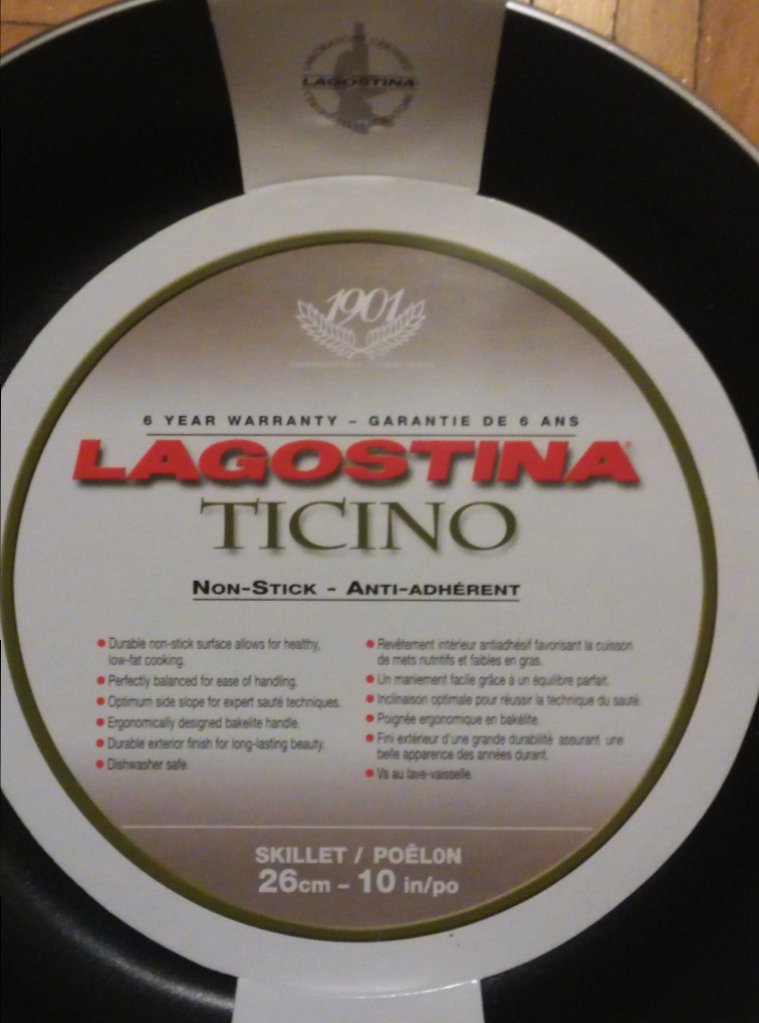 LAGOSTINA
1901
6 YEAR WARRANTY – GARANTIE DE 6 ANS
LAGOSTINA®
TICINO
NON-STICK - ANTI-ADHÉRENT
• Durable non-stick surface allows for healthy,
low-fat cooking.
• Perfectly balanced for ease of handling.
• Optimum side slope for expert sauté techniques.
• Ergonomically designed bakelite handle.
• Durable exterior finish for long-lasting beauty.
• Dishwasher safe.
• Revêtement intérieur antiadhésif favorisant la cuisson
de mets nutritifs et faibles en gras.
• Un maniement facile grâce à un équilibre parfait.
• Inclinaison optimale pour réussir la technique du sauté.
• Poignée ergonomique en bakélite.
• Fini extérieur d'une grande durabilité assurant une
belle apparence des années durant.
• Va au lave-vaisselle.
SKILLET / POÊLON
26cm – 10 in/po